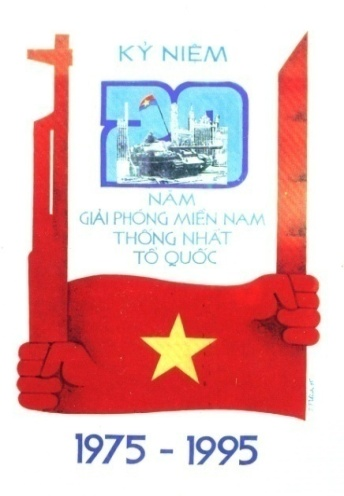 KỶ NIỆM
20
NĂM
GIẢI PHÓNG MIỀN NAM
THỐNG NHẤT
TỔ QUỐC
1975 - 1995